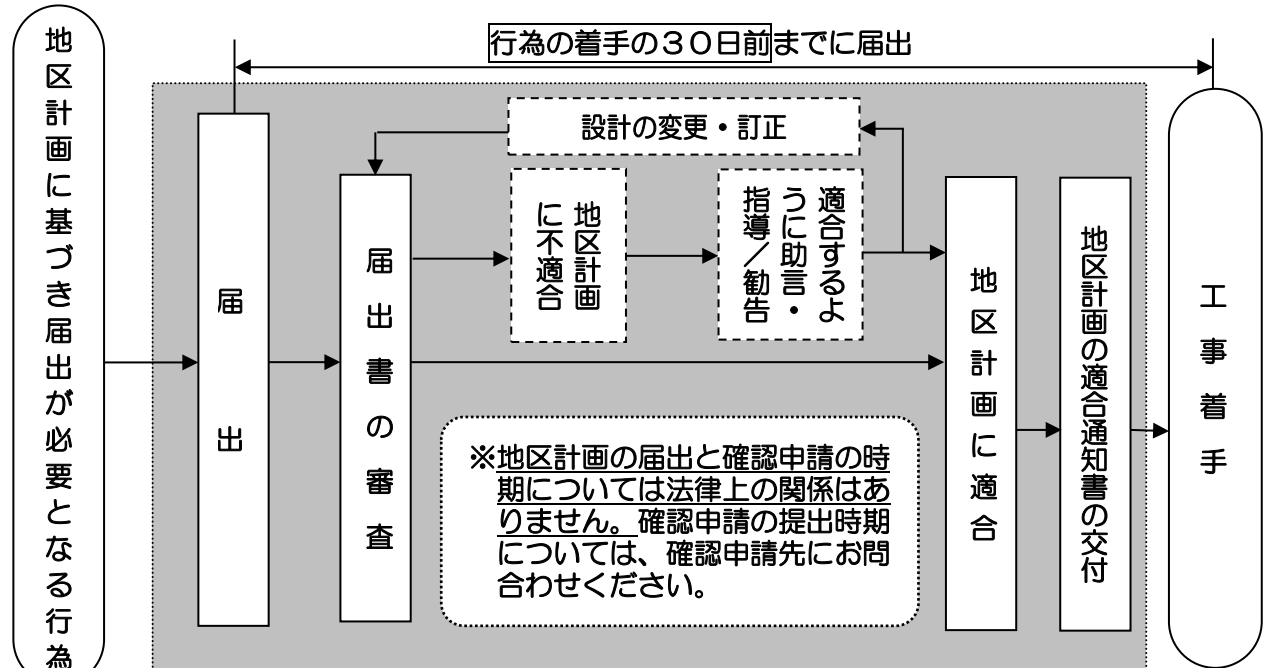 行為の着手の３０日前までに届出
地区計画に基づき届出が必要となる行為
届出
届出書の審査
設計の変更・訂正
地区計画
に不適合
適合するよ
うに助言・
指導／勧告
地区計画に適合
地区計画の適合通知書の交付
工事着手
※地区計画の届出と確認申請の時
期については法律上の関係はあ
りません。確認申請の提出時期
については、確認申請先にお問
合わせください。